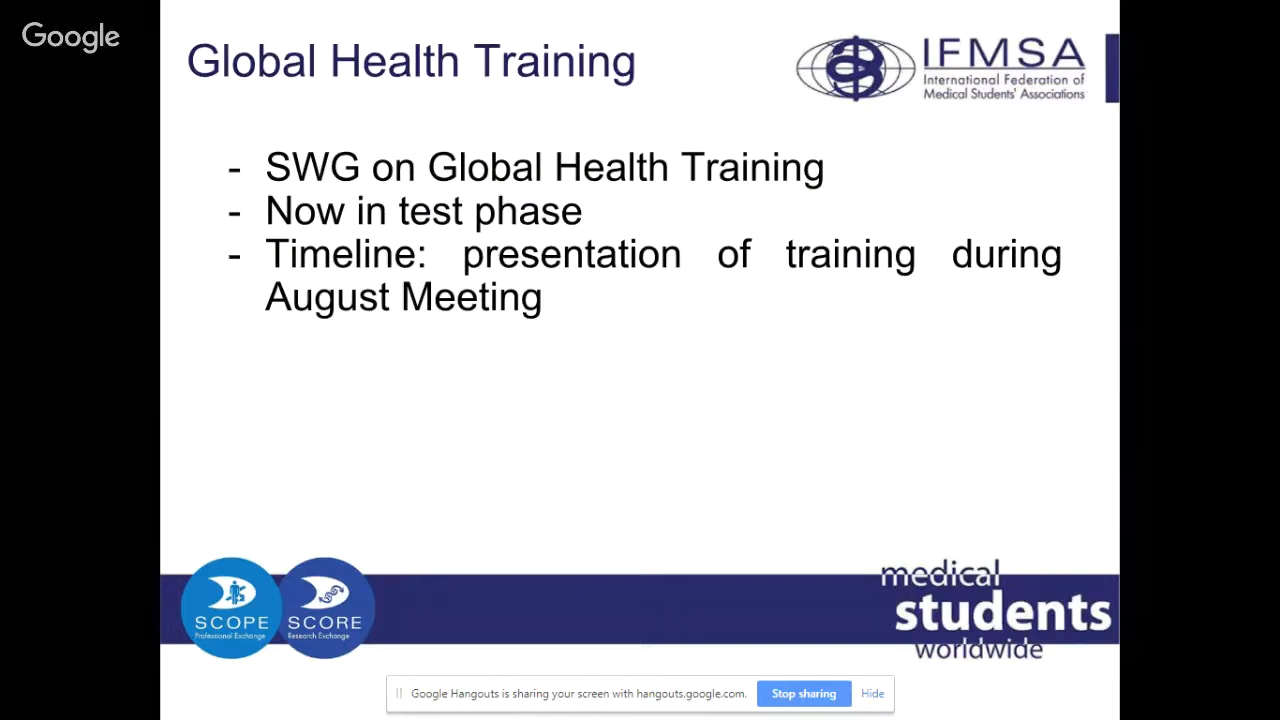 Google
Global Health Training
IFMSA
International Federation of
Medical Students' Associations
- SWG on Global Health Training
- Now in test phase
- Timeline: presentation of training during
August Meeting
SCOPE
Professional Exchange
SCORE
Research Exchange
medical
students
worldwide
Google Hangouts is sharing your screen with hangouts.google.com.
Stop sharing
Hide